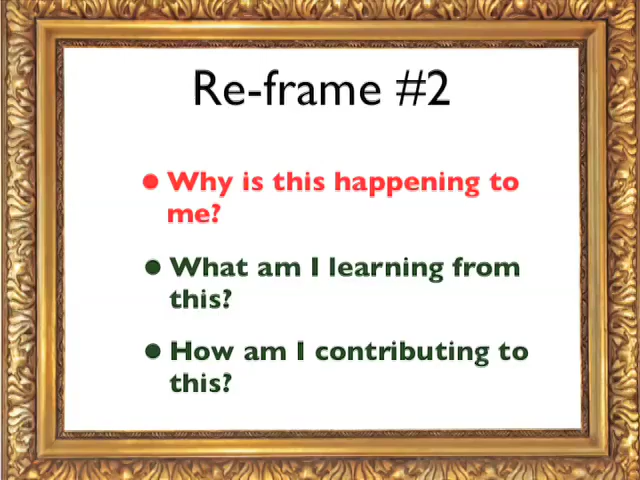 Re-frame #2
• Why is this happening to
me?
• What am I learning from
this?
• How am I contributing to
this?